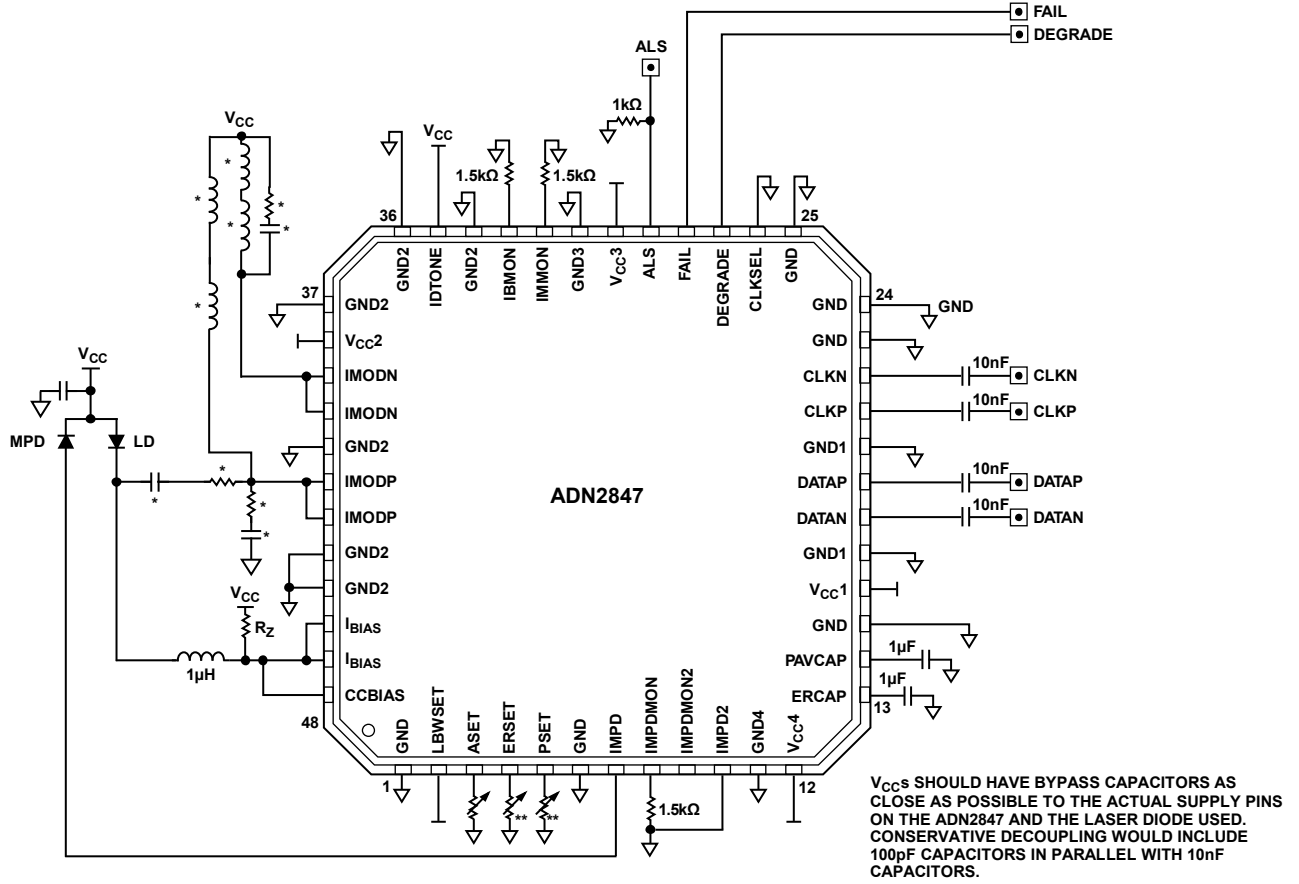 FAIL
DEGRADE
ALS
1kΩ
VCC
VCC
1.5kΩ
1.5kΩ
*
*
*
*
*
*
*
36
25
GND2
IDTONE
GND2
IBMON
IMMON
GND3
VCC3
ALS
FAIL
DEGRADE
CLKSEL
GND
37
GND2
VCC2
IMODN
IMODN
GND2
IMODP
IMODP
GND2
GND2
IBIAS
IBIAS
CCBIAS
48
VCC
MPD
LD
*
*
*
*
VCC
RZ
1µH
ADN2847
24
GND
GND
GND
CLKN
10nF
CLKN
CLKP
10nF
CLKP
GND1
DATAP
10nF
DATAP
DATAN
10nF
DATAN
GND1
VCC1
GND
PAVCAP
1µF
ERCAP
1µF
13
GND
LBWSET
ASET
ERSET
PSET
GND
IMPD
IMPDMON
IMPDMON2
IMPD2
GND4
VCC4
1
12
**
**
1.5kΩ
VCCs SHOULD HAVE BYPASS CAPACITORS AS
CLOSE AS POSSIBLE TO THE ACTUAL SUPPLY PINS
ON THE ADN2847 AND THE LASER DIODE USED.
CONSERVATIVE DECOUPLING WOULD INCLUDE
100pF CAPACITORS IN PARALLEL WITH 10nF
CAPACITORS.